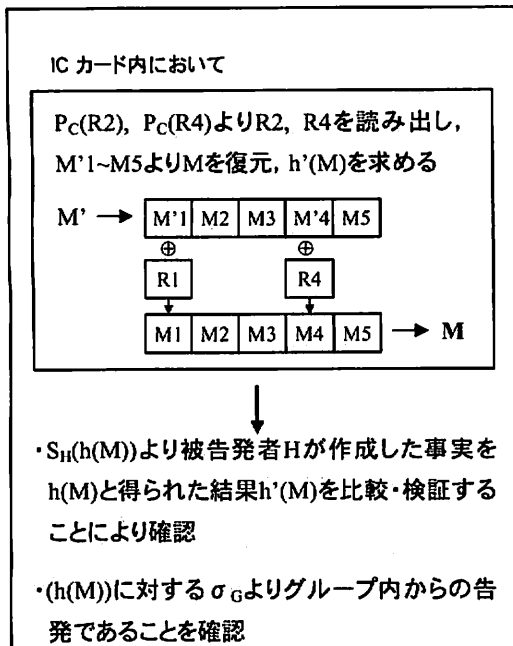 ICカード内において
P_C(R2), P_C(R4)よりR2, R4を読み出し,
M'1~M5よりMを復元, h'(M)を求める
M' → M'1 M2 M3 M'4 M5
⊕ ⊕
R1 R4
M1 M2 M3 M4 M5 → M
・S_H(h(M))より被告発者Hが作成した事実を
h(M)と得られた結果h'(M)を比較・検証する
ことにより確認
・(h(M))に対するσ_Gよりグループ内からの告
発であることを確認